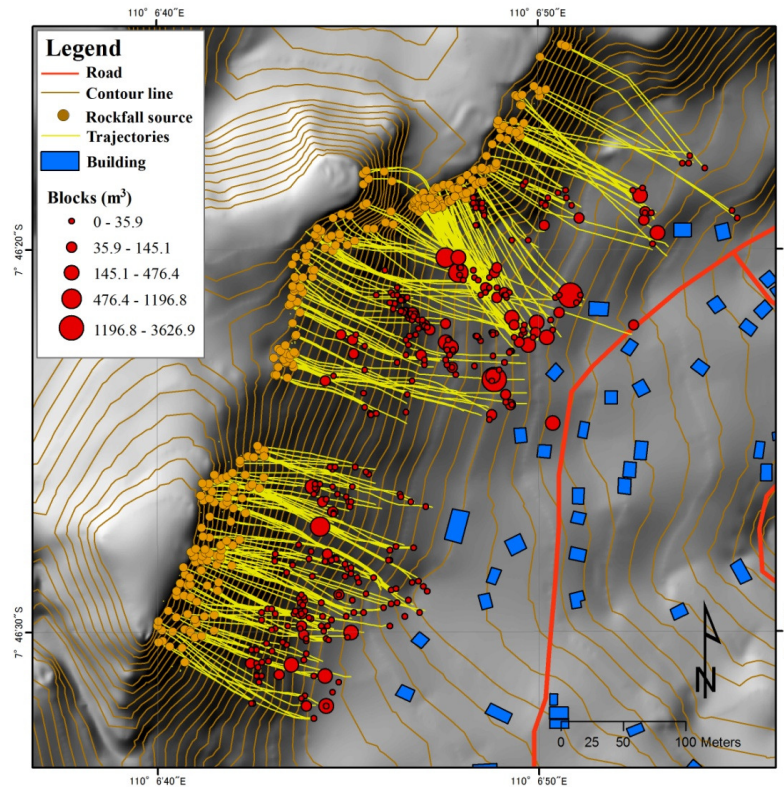 110° 6'40"E
110° 6'50"E
Legend
Road
Contour line
Rockfall source
Trajectories
Building
Blocks (m³)
0 - 35.9
35.9 - 145.1
145.1 - 476.4
476.4 - 1196.8
1196.8 - 3626.9
7° 46'20"S
7° 46'30"S
N
0 25 50 100 Meters
110° 6'40"E
110° 6'50"E